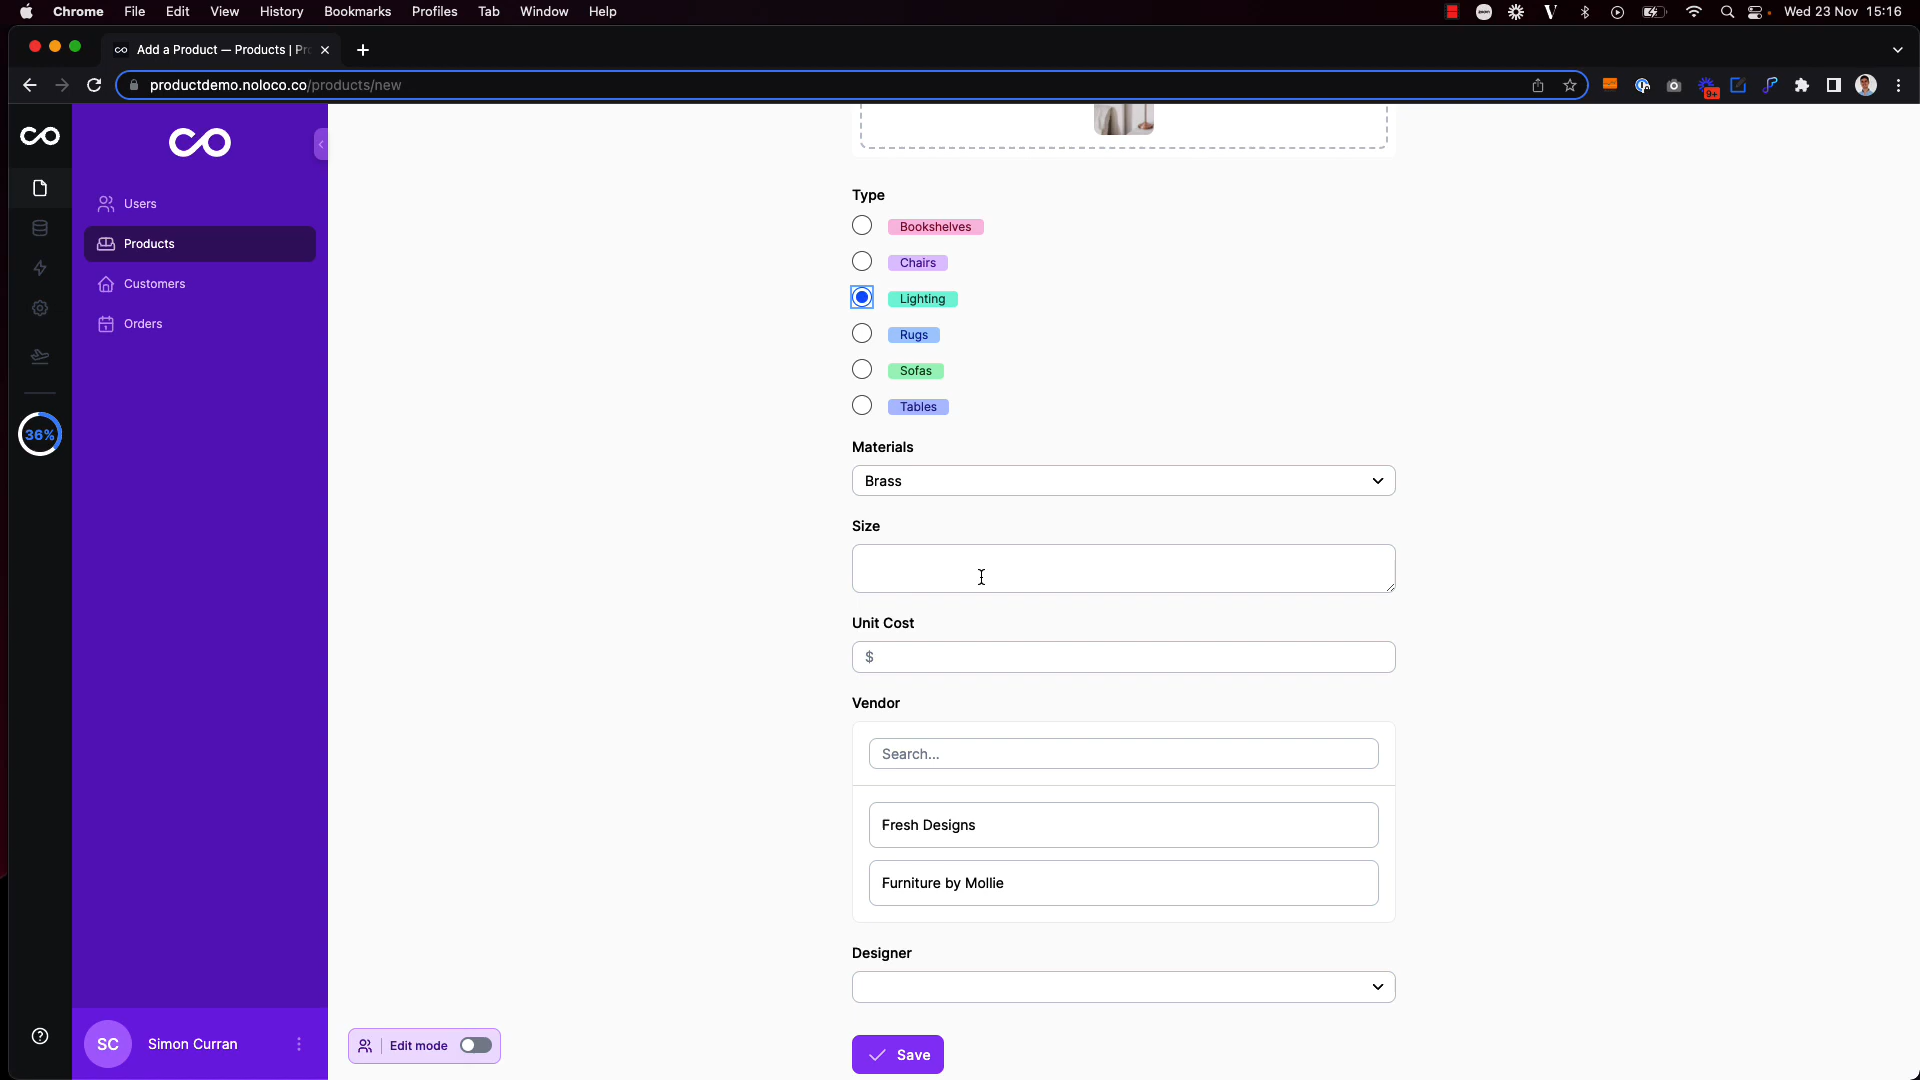 Chrome File Edit View History Bookmarks Profiles Tab Window Help
zoom
Wed 23 Nov 15:16
Add a Product — Products | Pr
productdemo.noloco.co/products/new
9+
Users
Products
Customers
Orders
36%
SC
Simon Curran
Edit mode
Type
Bookshelves
Chairs
Lighting
Rugs
Sofas
Tables
Materials
Brass
Size
Unit Cost
$
Vendor
Search...
Fresh Designs
Furniture by Mollie
Designer
Save